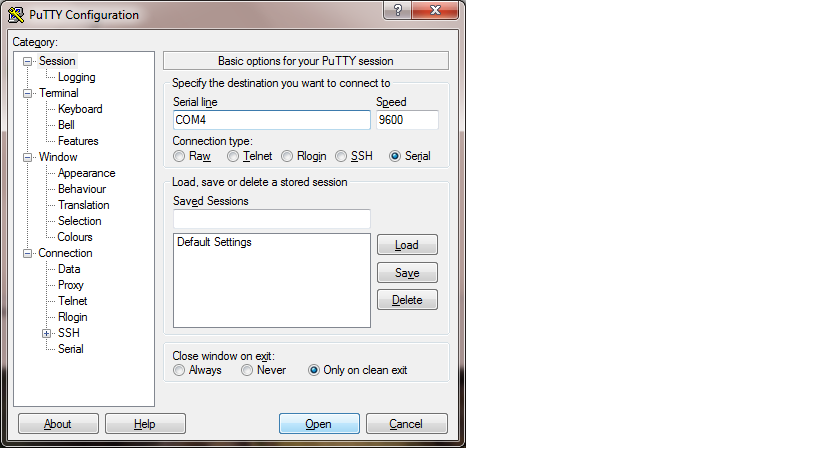 PuTTY Configuration
Category:
Session
Logging
Terminal
Keyboard
Bell
Features
Window
Appearance
Behaviour
Translation
Selection
Colours
Connection
Data
Proxy
Telnet
Rlogin
SSH
Serial
Basic options for your PuTTY session
Specify the destination you want to connect to
Serial line Speed
COM4 9600
Connection type:
Raw Telnet Rlogin SSH Serial
Load, save or delete a stored session
Saved Sessions
Default Settings
Load
Save
Delete
Close window on exit:
Always Never Only on clean exit
About Help Open Cancel